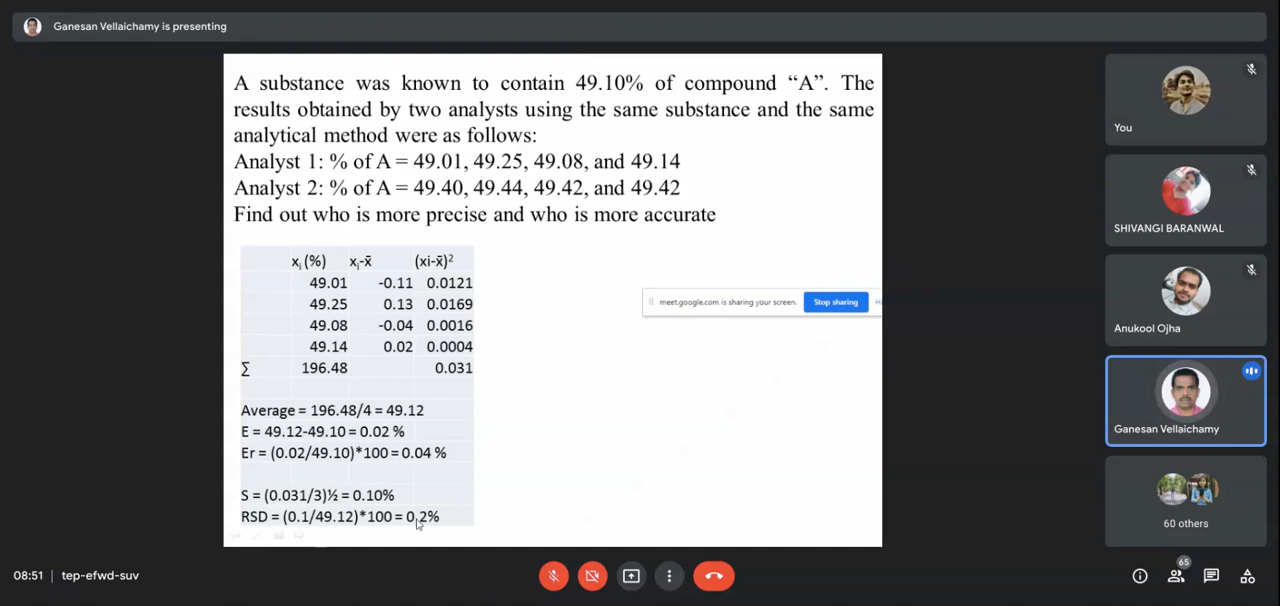 Ganesan Vellaichamy is presenting
A substance was known to contain 49.10% of compound “A”. The
results obtained by two analysts using the same substance and the same
analytical method were as follows:
Analyst 1: % of A = 49.01, 49.25, 49.08, and 49.14
Analyst 2: % of A = 49.40, 49.44, 49.42, and 49.42
Find out who is more precise and who is more accurate
xᵢ (%) xᵢ-x̄ (xi-x̄)²
49.01 -0.11 0.0121
49.25 0.13 0.0169
49.08 -0.04 0.0016
49.14 0.02 0.0004
∑ 196.48 0.031
Average = 196.48/4 = 49.12
E = 49.12-49.10 = 0.02 %
Er = (0.02/49.10)*100 = 0.04 %
S = (0.031/3)½ = 0.10%
RSD = (0.1/49.12)*100 = 0.2%
meet.google.com is sharing your screen. Stop sharing
You
SHIVANGI BARANWAL
Anukool Ojha
Ganesan Vellaichamy
60 others
08:51 | tep-efwd-suv
65